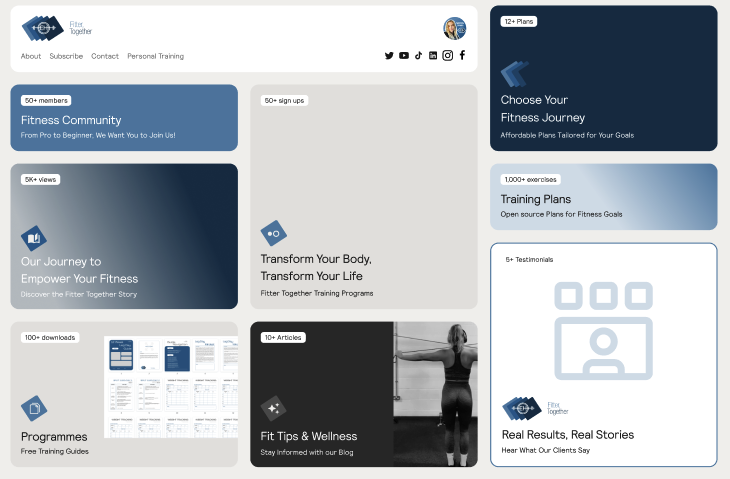 Fitter.
Together
About Subscribe Contact Personal Training
50+ members
Fitness Community
From Pro to Beginner, We Want You to Join Us!
5K+ views
Our Journey to
Empower Your Fitness
Discover the Fitter Together Story
100+ downloads
Programmes
Free Training Guides
50+ sign ups
Transform Your Body,
Transform Your Life
Fitter Together Training Programs
10+ Articles
Fit Tips & Wellness
Stay Informed with our Blog
12+ Plans
Choose Your
Fitness Journey
Affordable Plans Tailored for Your Goals
1,000+ exercises
Training Plans
Open source Plans for Fitness Goals
5+ Testimonials
Fitter.
Together
Real Results, Real Stories
Hear What Our Clients Say